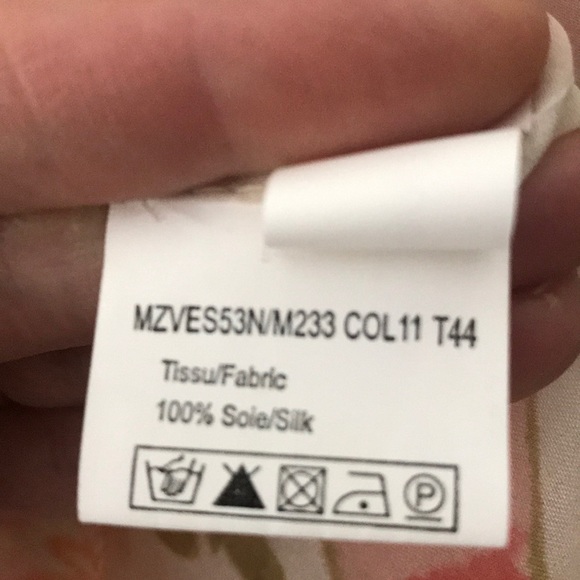 MZVES53N/M233 COL11 T44
Tissu/Fabric
100% Soie/Silk
P